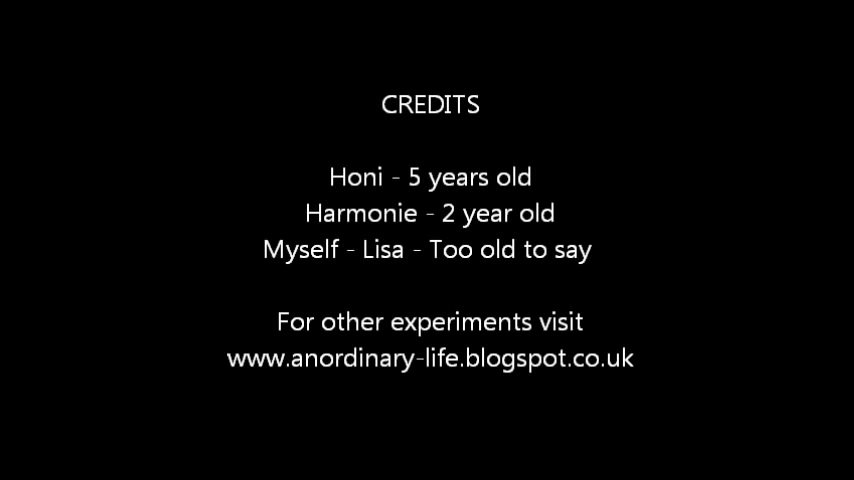 CREDITS
Honi - 5 years old
Harmonie - 2 year old
Myself - Lisa - Too old to say
For other experiments visit
www.anordinary-life.blogspot.co.uk